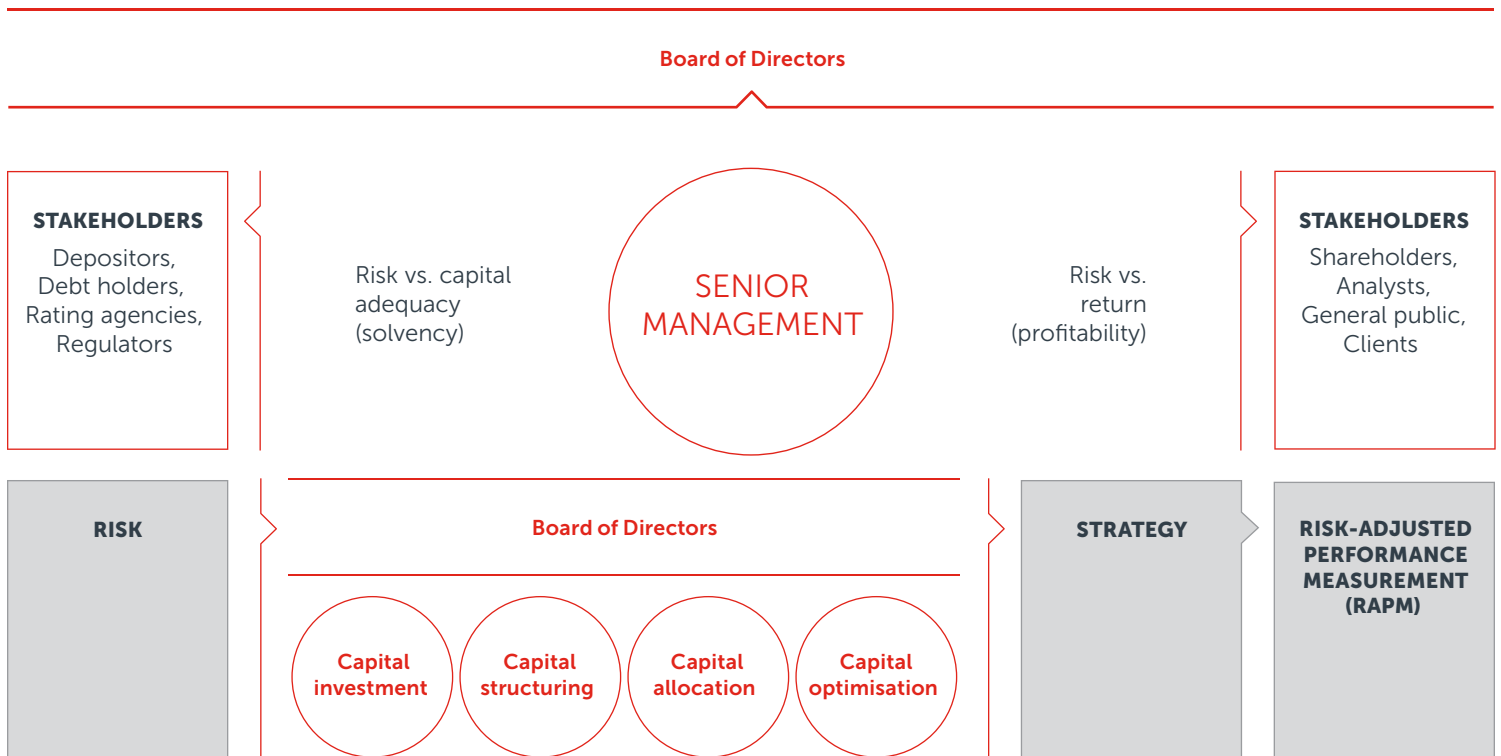 Board of Directors
STAKEHOLDERS
Depositors,
Debt holders,
Rating agencies,
Regulators
Risk vs. capital
adequacy
(solvency)
SENIOR
MANAGEMENT
Risk vs.
return
(profitability)
STAKEHOLDERS
Shareholders,
Analysts,
General public,
Clients
RISK
Board of Directors
Capital
investment
Capital
structuring
Capital
allocation
Capital
optimisation
STRATEGY
RISK-ADJUSTED
PERFORMANCE
MEASUREMENT
(RAPM)